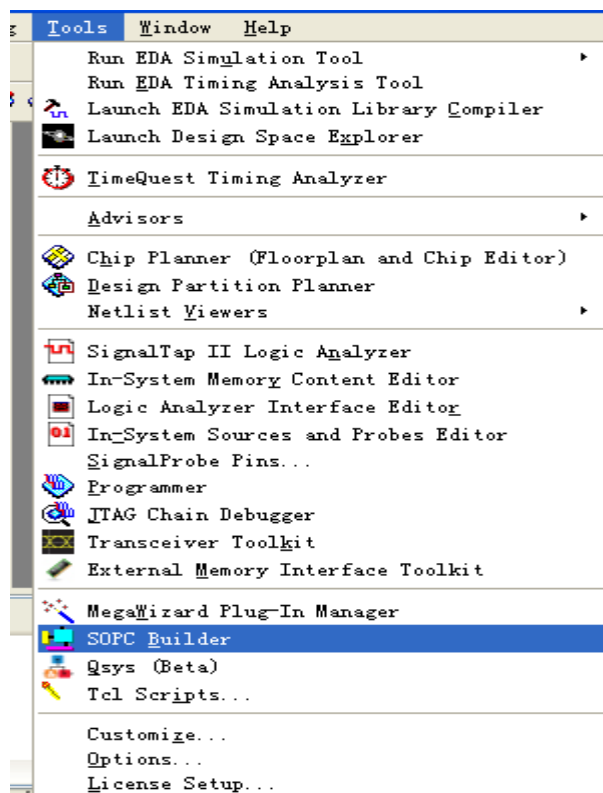 Tools Window Help
Run EDA Simulation Tool
Run EDA Timing Analysis Tool
Launch EDA Simulation Library Compiler
Launch Design Space Explorer
TimeQuest Timing Analyzer
Advisors
Chip Planner (Floorplan and Chip Editor)
Design Partition Planner
Netlist Viewers
SignalTap II Logic Analyzer
In-System Memory Content Editor
Logic Analyzer Interface Editor
In-System Sources and Probes Editor
SignalProbe Pins...
Programmer
JTAG Chain Debugger
Transceiver Toolkit
External Memory Interface Toolkit
MegaWizard Plug-In Manager
SOPC Builder
Qsys (Beta)
Tcl Scripts...
Customize...
Options...
License Setup...